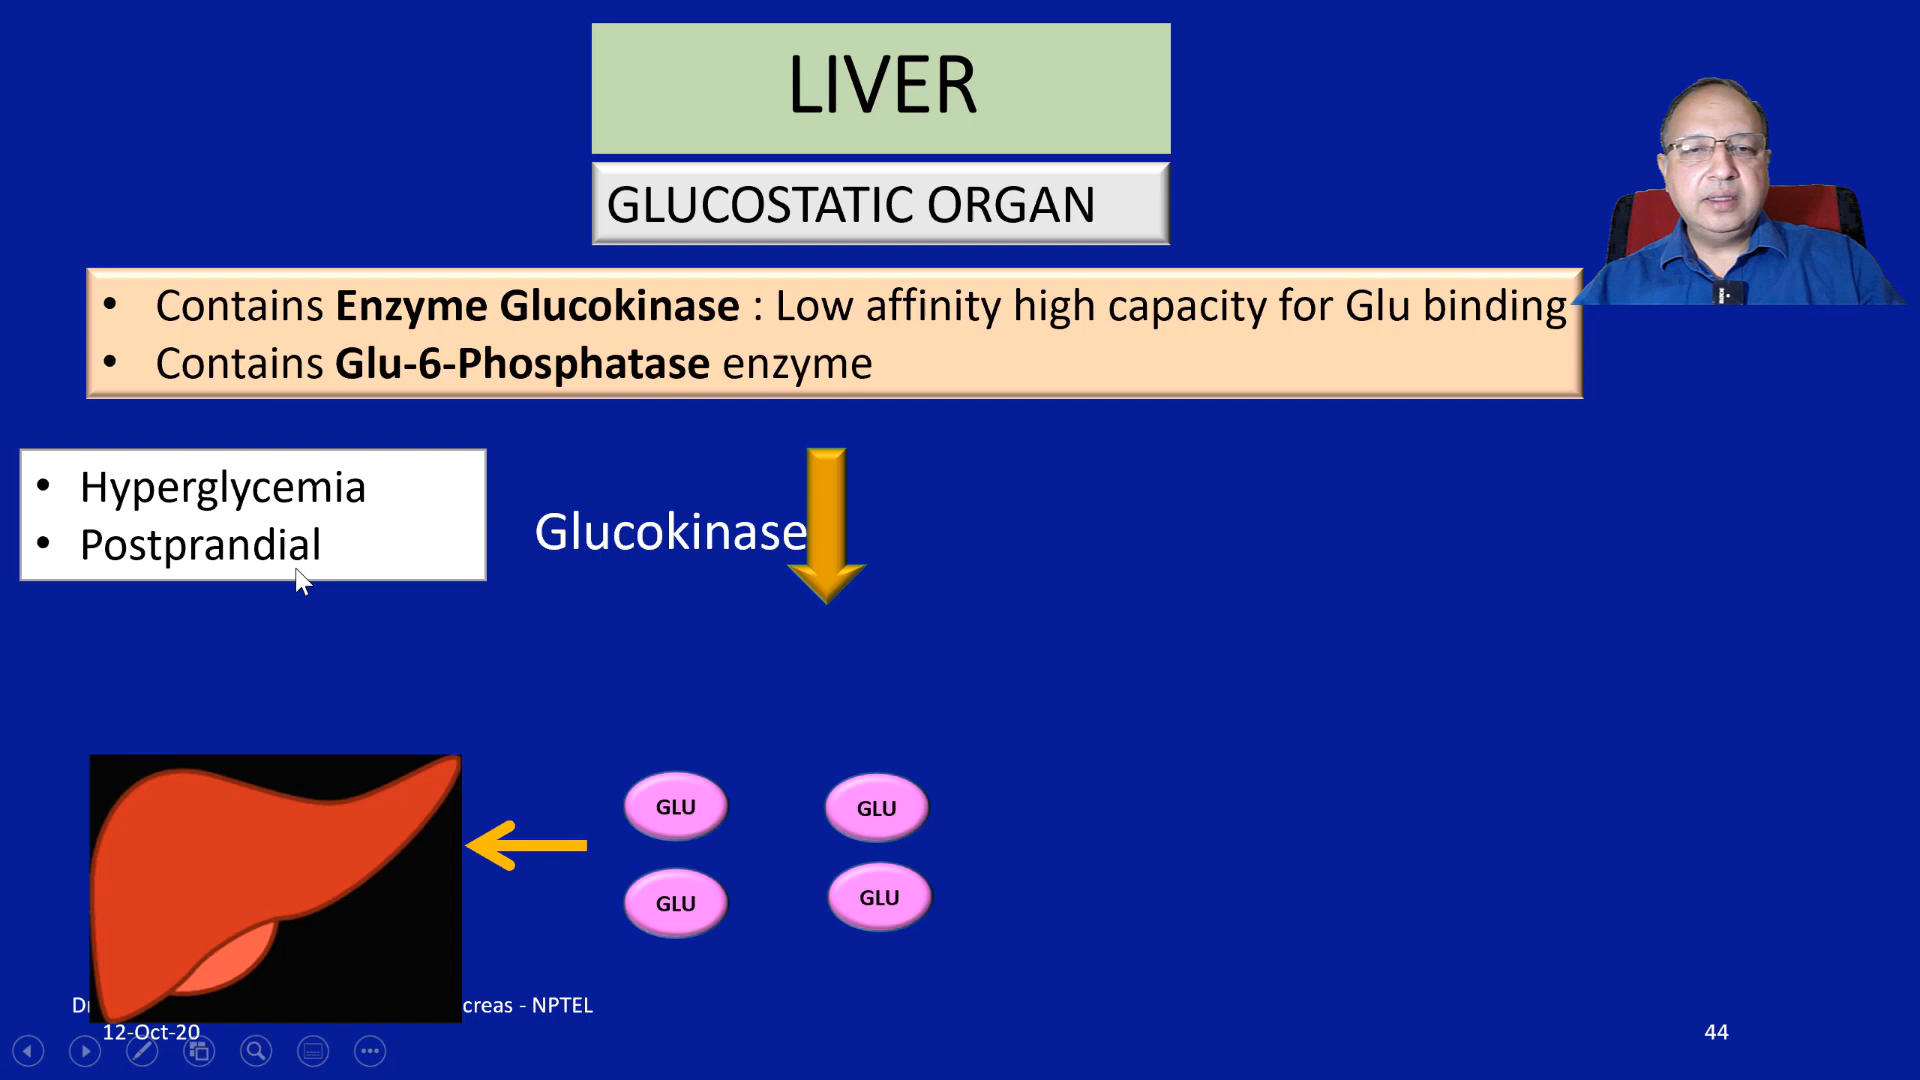 LIVER
GLUCOSTATIC ORGAN
• Contains Enzyme Glucokinase : Low affinity high capacity for Glu binding
• Contains Glu-6-Phosphatase enzyme
• Hyperglycemia
• Postprandial
Glucokinase
GLU GLU
GLU GLU
- NPTEL
12-Oct-20
44